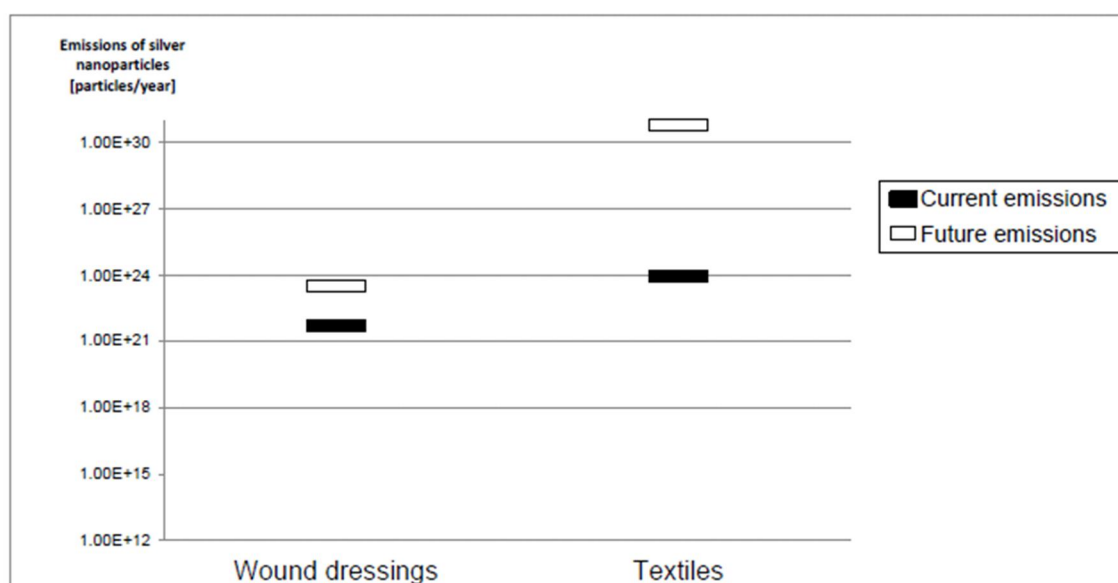 Emissions of silver
nanoparticles
[particles/year]
1.00E+30
1.00E+27
1.00E+24
1.00E+21
1.00E+18
1.00E+15
1.00E+12
Wound dressings
Textiles
Current emissions
Future emissions